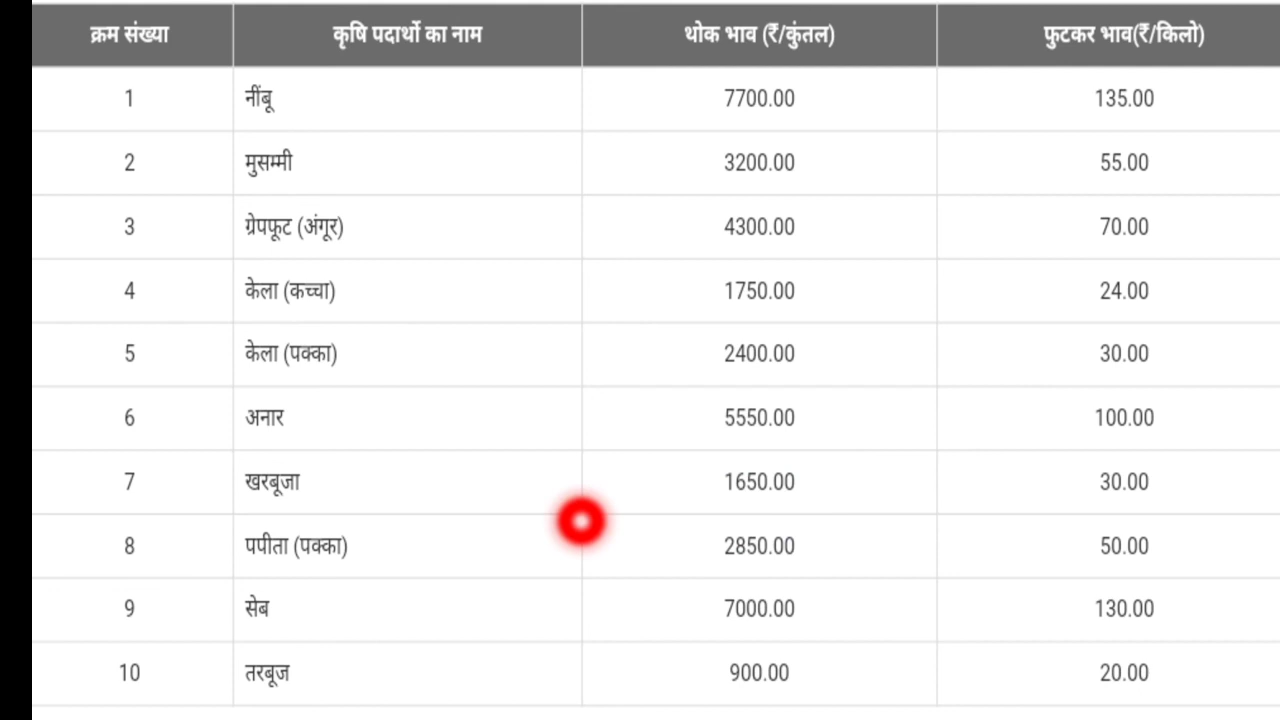 क्रम संख्या कृषि पदार्थो का नाम थोक भाव (₹/कुंतल) फुटकर भाव(₹/किलो)
1 नींबू 7700.00 135.00
2 मुसम्मी 3200.00 55.00
3 ग्रेपफूट (अंगूर) 4300.00 70.00
4 केला (कच्चा) 1750.00 24.00
5 केला (पक्का) 2400.00 30.00
6 अनार 5550.00 100.00
7 खरबूजा 1650.00 30.00
8 पपीता (पक्का) 2850.00 50.00
9 सेब 7000.00 130.00
10 तरबूज 900.00 20.00